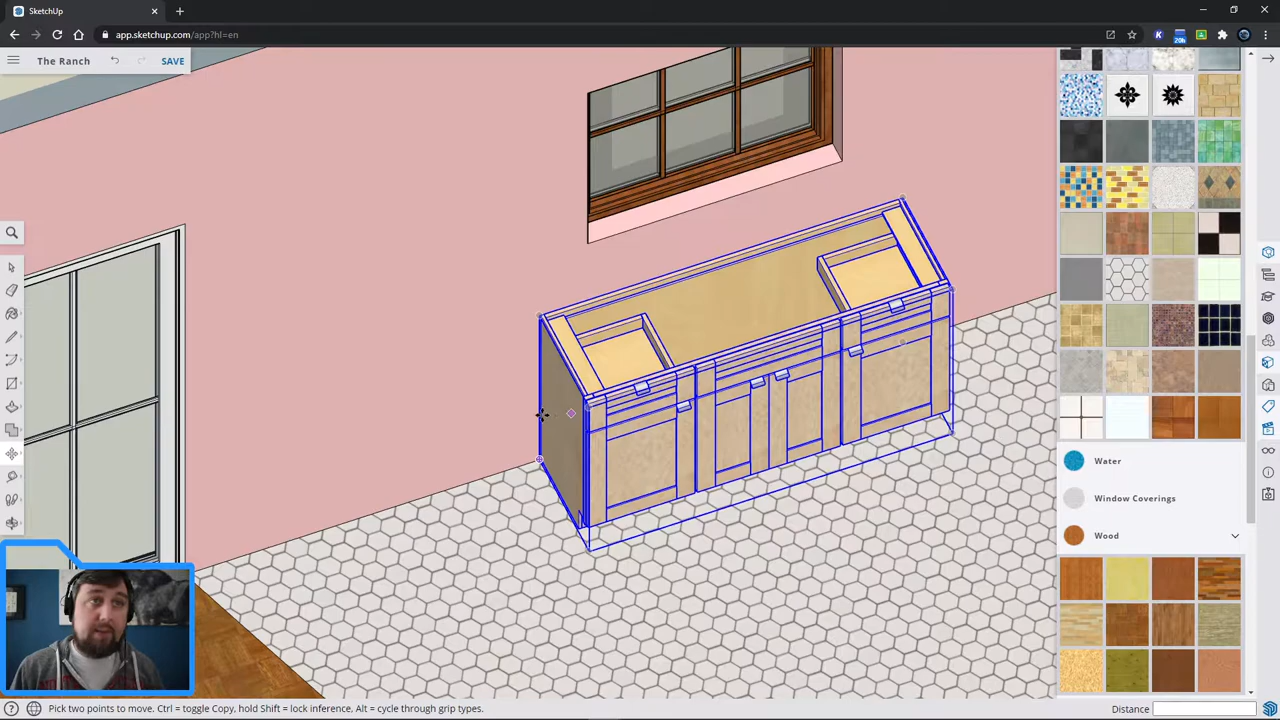 SketchUp
app.sketchup.com/app?hl=en
20h
The Ranch
SAVE
Water
Window Coverings
Wood
Pick two points to move. Ctrl = toggle Copy, hold Shift = lock inference, Alt = cycle through grip types.
Distance